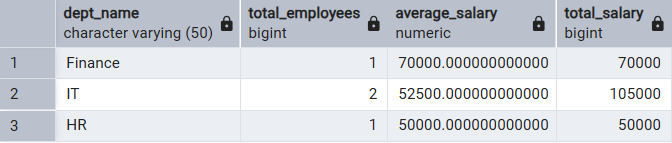 dept_name total_employees average_salary total_salary
character varying (50) bigint numeric bigint
1 Finance 1 70000.000000000000 70000
2 IT 2 52500.000000000000 105000
3 HR 1 50000.000000000000 50000